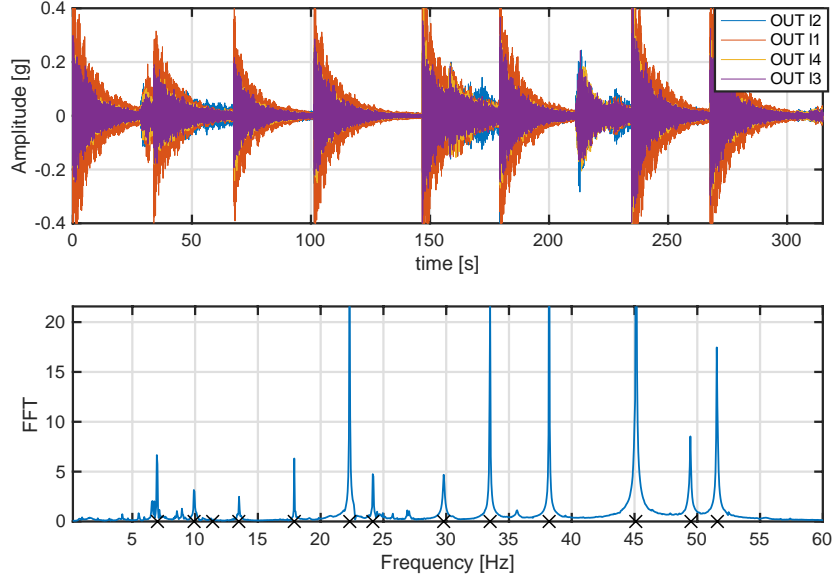 0.4
0.2
0
-0.2
-0.4
Amplitude [g]
OUT I2
OUT I1
OUT I4
OUT I3
0 50 100 150 200 250 300
time [s]
20
15
10
5
0
FFT
5 10 15 20 25 30 35 40 45 50 55 60
Frequency [Hz]